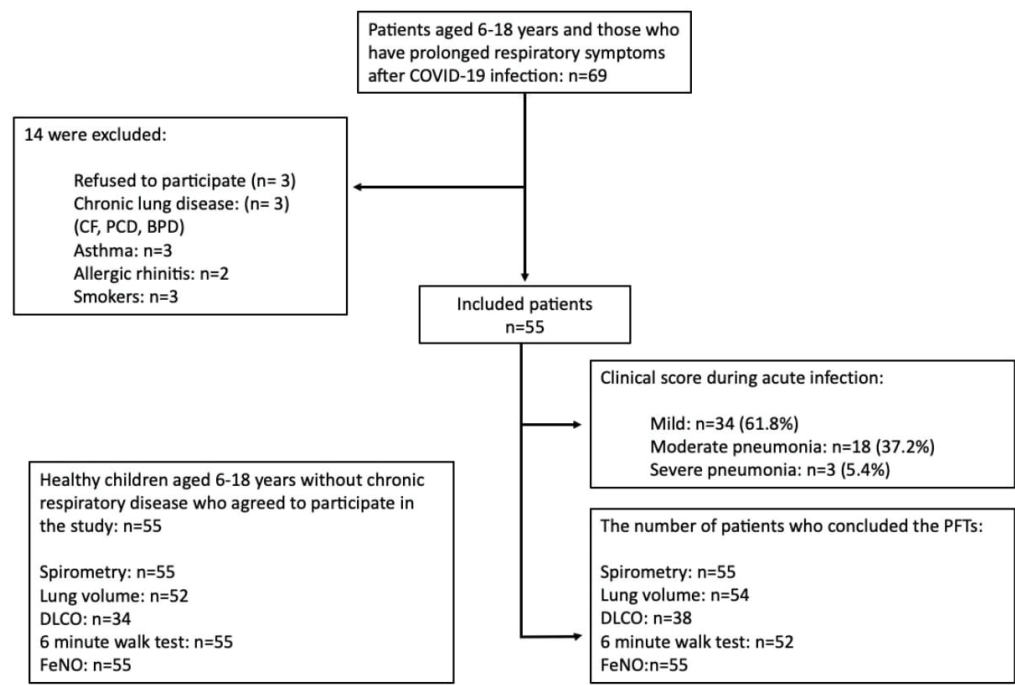 Patients aged 6-18 years and those who
have prolonged respiratory symptoms
after COVID-19 infection: n=69
14 were excluded:
Refused to participate (n= 3)
Chronic lung disease: (n= 3)
(CF, PCD, BPD)
Asthma: n=3
Allergic rhinitis: n=2
Smokers: n=3
Included patients
n=55
Clinical score during acute infection:
Mild: n=34 (61.8%)
Moderate pneumonia: n=18 (37.2%)
Severe pneumonia: n=3 (5.4%)
Healthy children aged 6-18 years without chronic
respiratory disease who agreed to participate in
the study: n=55
Spirometry: n=55
Lung volume: n=52
DLCO: n=34
6 minute walk test: n=55
FeNO: n=55
The number of patients who concluded the PFTs:
Spirometry: n=55
Lung volume: n=54
DLCO: n=38
6 minute walk test: n=52
FeNO:n=55